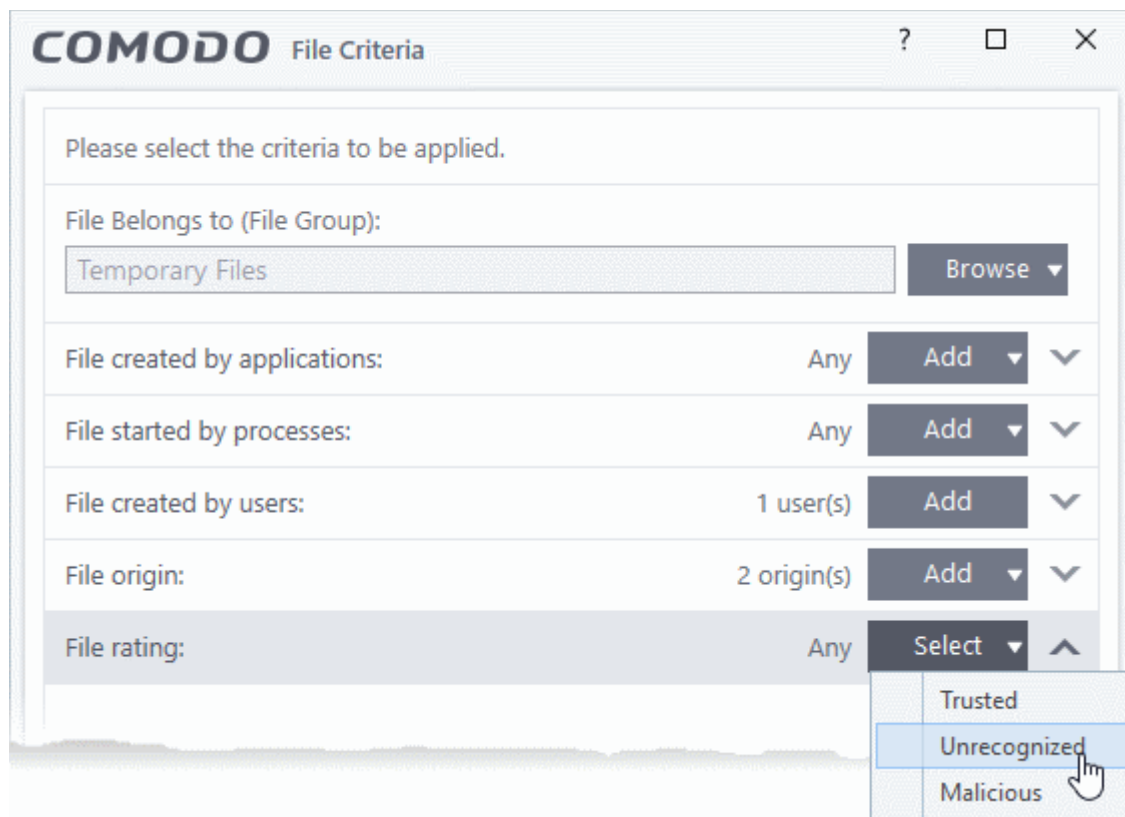 COMODO File Criteria ?
Please select the criteria to be applied.
File Belongs to (File Group):
Temporary Files Browse
File created by applications: Any Add
File started by processes: Any Add
File created by users: 1 user(s) Add
File origin: 2 origin(s) Add
File rating: Any Select
Trusted
Unrecognized
Malicious